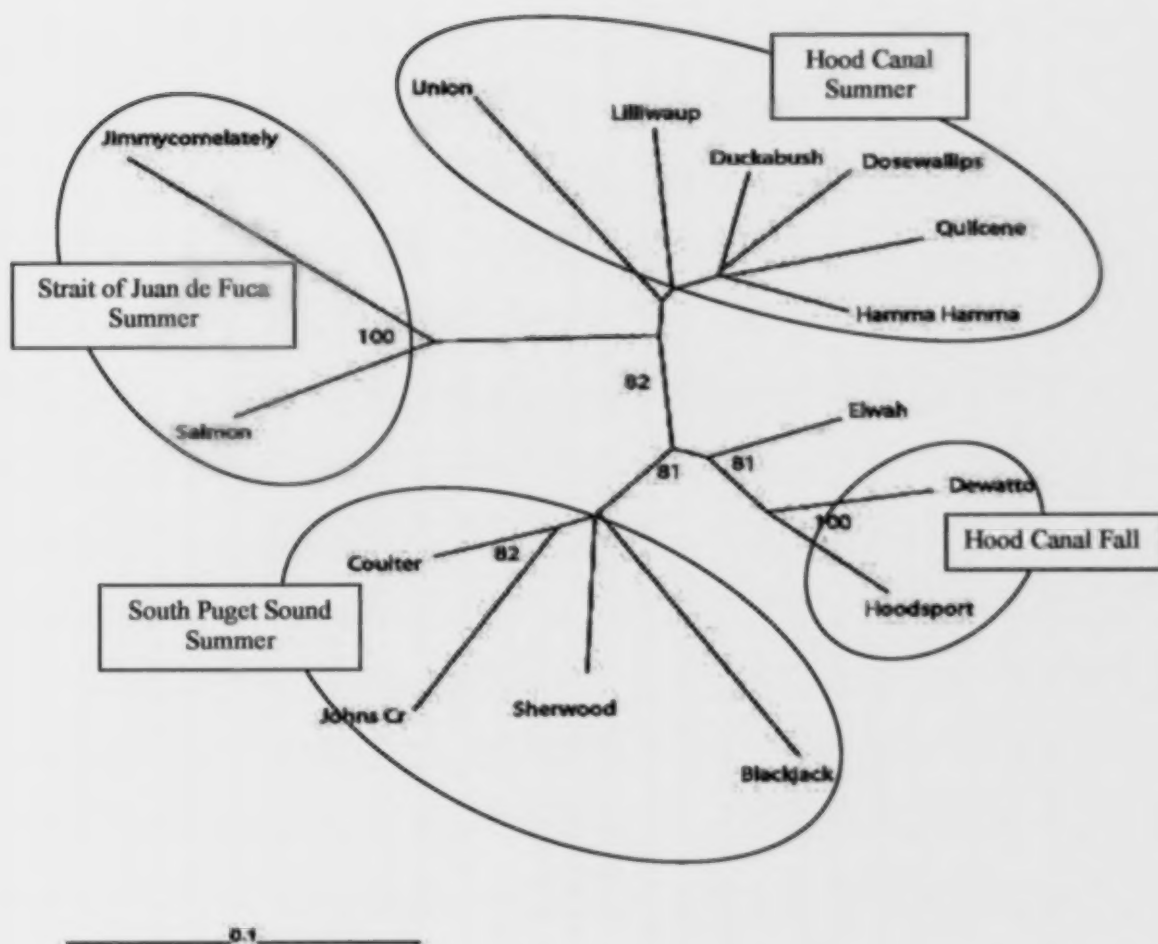 Hood Canal
Summer
Union
Lilliwaup
Jimmycomelately
Duckabush
Dosewallips
Quilcene
Strait of Juan de Fuca
Summer
Hamma Hamma
100
82
Elwah
Salmon
81
81
Dewatto
100
Hood Canal Fall
82
Coulter
Hoodsport
South Puget Sound
Summer
Johns Cr
Sherwood
Blackjack
0.1